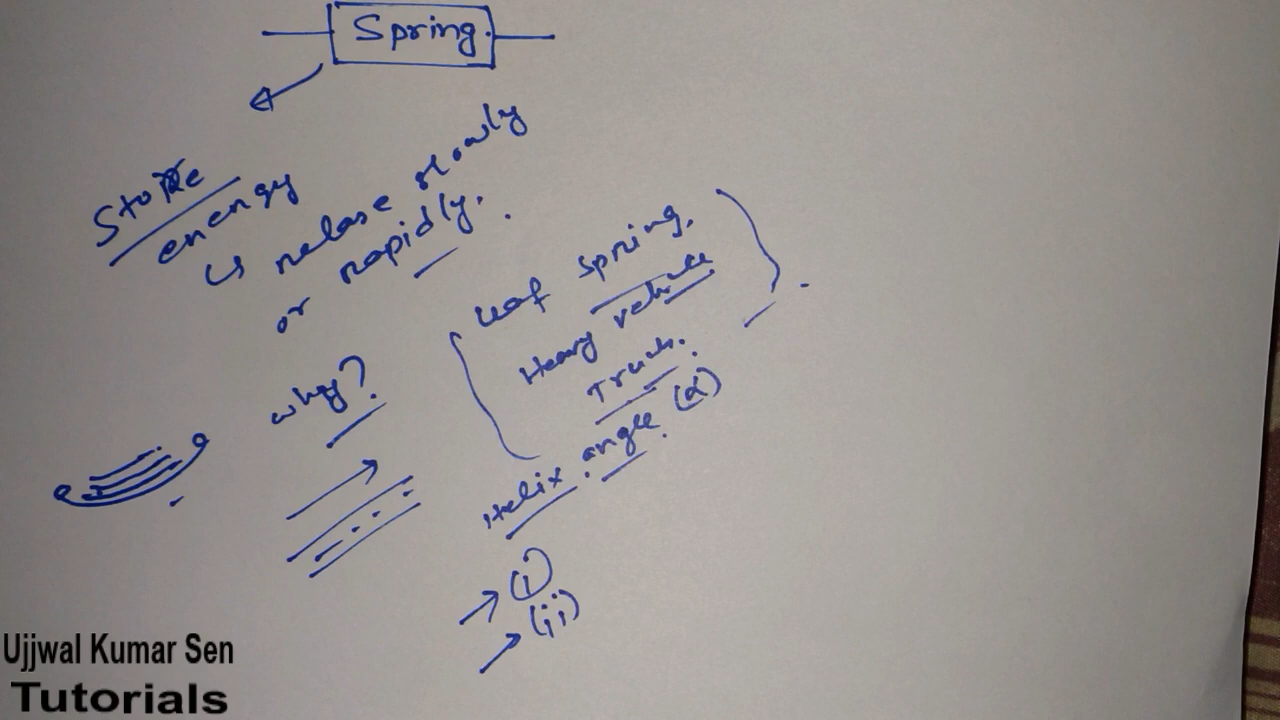 Spring.
Store
energy
↳ relase slowly
or rapidly.
why?
Leaf Spring.
Heavy vehicle
Truck.
Helix angle (α)
→ (i)
→ (ii)
Ujjwal Kumar Sen
Tutorials